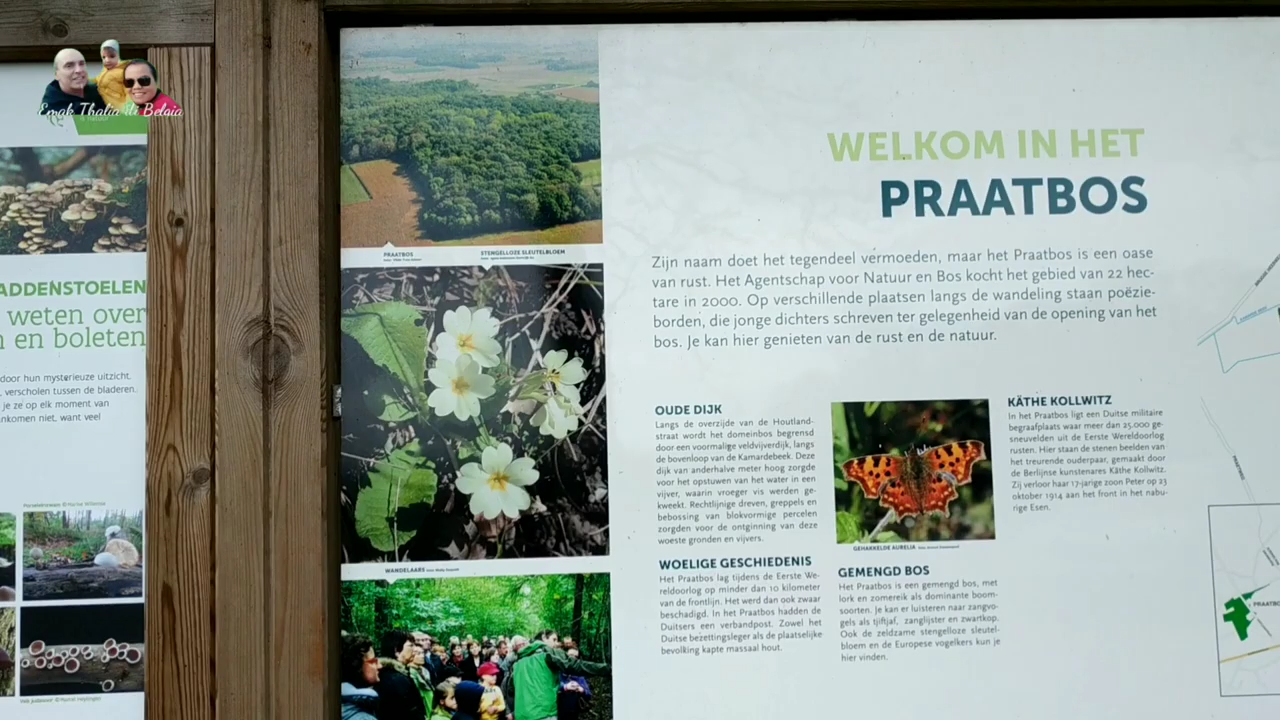 Emak Thalia iti Belgia
ADDENSTOELEN
weten over
n en boleten
door hun mysterieuze uitzicht.
, verscholen tussen de bladeren.
je ze op elk moment van
nkomen niet, want veel
PRAATBOS
STENGELLOZE SLEUTELBLOEM
WANDELAARS
WELKOM IN HET
PRAATBOS
Zijn naam doet het tegendeel vermoeden, maar het Praatbos is een oase
van rust. Het Agentschap voor Natuur en Bos kocht het gebied van 22 hec-
tare in 2000. Op verschillende plaatsen langs de wandeling staan poëzie-
borden, die jonge dichters schreven ter gelegenheid van de opening van het
bos. Je kan hier genieten van de rust en de natuur.
OUDE DIJK
Langs de overzijde van de Houtland-
straat wordt het domeinbos begrensd
door een voormalige veldvijverdijk, langs
de bovenloop van de Kamardebeek. Deze
dijk van anderhalve meter hoog zorgde
voor het opstuwen van het water in een
vijver, waarin vroeger vis werden ge-
kweekt. Rechtlijnige dreven, greppels en
bebossing van blokvormige percelen
zorgden voor de ontginning van deze
woeste gronden en vijvers.
WOELIGE GESCHIEDENIS
Het Praatbos lag tijdens de Eerste We-
reldoorlog op minder dan 10 kilometer
van de frontlijn. Het werd dan ook zwaar
beschadigd. In het Praatbos hadden de
Duitsers een verbandpost. Zowel het
Duitse bezettingsleger als de plaatselijke
bevolking kapte massaal hout.
GEHAKKELDE AURELIA
GEMENGD BOS
Het Praatbos is een gemengd bos, met
lork en zomereik als dominante boom-
soorten. Je kan er luisteren naar zangvo-
gels als tjiftjaf, zanglijster en zwartkop.
Ook de zeldzame stengelloze sleutel-
bloem en de Europese vogelkers kun je
hier vinden.
KÄTHE KOLLWITZ
In het Praatbos ligt een Duitse militaire
begraafplaats waar meer dan 25.000 ge-
sneuvelden uit de Eerste Wereldoorlog
rusten. Hier staan de stenen beelden van
het treurende ouderpaar, gemaakt door
de Berlijnse kunstenares Käthe Kollwitz.
Zij verloor haar 17-jarige zoon Peter op 23
oktober 1914 aan het front in het nabu-
rige Esen.
PRAATBO